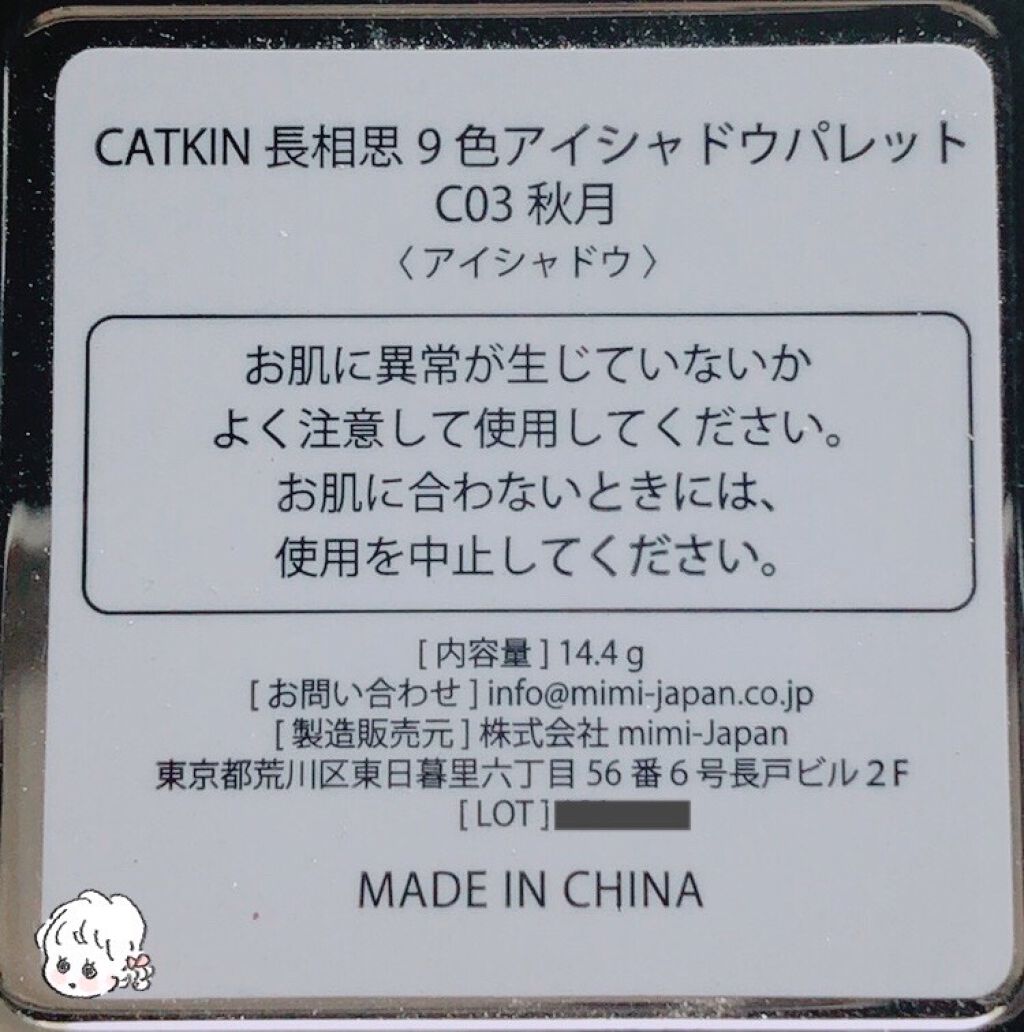 CATKIN 長相思 9 色アイシャドウパレット
C03 秋月
〈 アイシャドウ 〉
お肌に異常が生じていないか
よく注意して使用してください。
お肌に合わないときには、
使用を中止してください。
[ 内容量 ] 14.4 g
[ お問い合わせ ] info@mimi-japan.co.jp
[ 製造販売元 ] 株式会社 mimi-Japan
東京都荒川区東日暮里六丁目 56 番 6 号長戸ビル 2 F
[ LOT ]
MADE IN CHINA